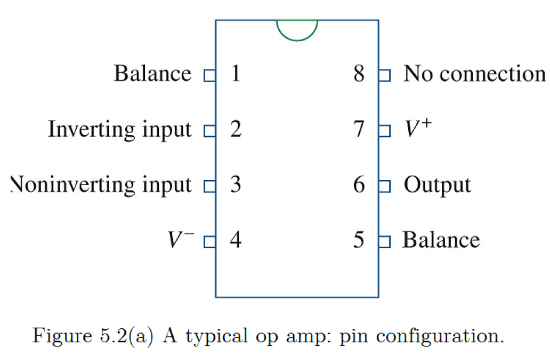 Balance 1 8 No connection
Inverting input 2 7 V+
Noninverting input 3 6 Output
V− 4 5 Balance
Figure 5.2(a) A typical op amp: pin configuration.